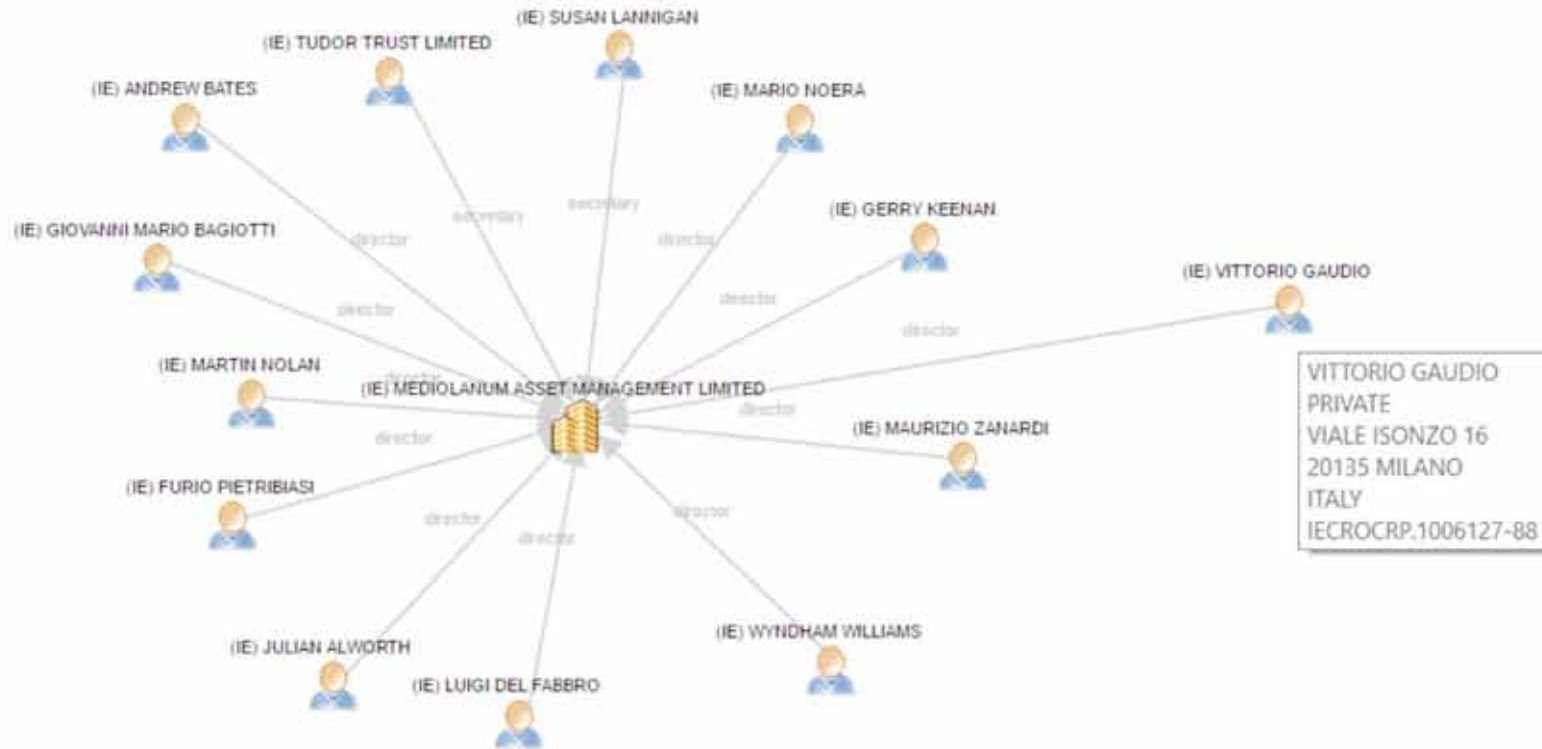 (IE) SUSAN LANNIGAN
(IE) TUDOR TRUST LIMITED
(IE) ANDREW BATES
(IE) MARIO NOERA
(IE) GERRY KEENAN
(IE) GIOVANNI MARIO BAGIOTTI
(IE) VITTORIO GAUDIO
secretary
secretary
director
director
director
director
director
(IE) MARTIN NOLAN
director
(IE) MEDIOLANUM ASSET MANAGEMENT LIMITED
director
director
(IE) MAURIZIO ZANARDI
(IE) FURIO PIETRIBIASI
director
director
director
(IE) WYNDHAM WILLIAMS
(IE) JULIAN ALWORTH
(IE) LUIGI DEL FABBRO
VITTORIO GAUDIO
PRIVATE
VIALE ISONZO 16
20135 MILANO
ITALY
IECROCRP.1006127-88